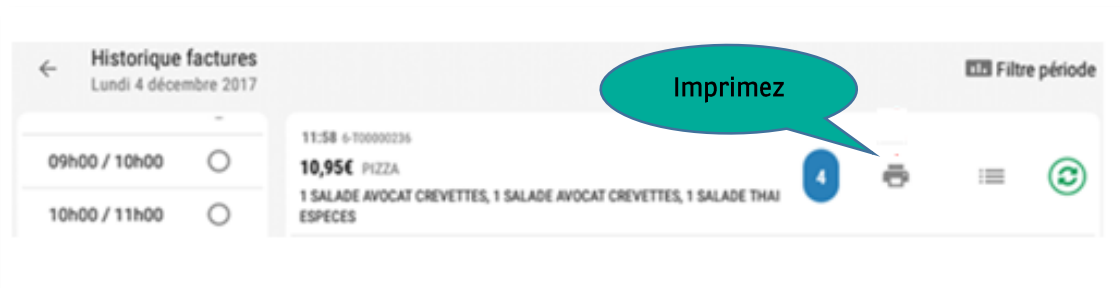 Historique factures
Lundi 4 décembre 2017
Imprimez
Filtre période
09h00 / 10h00
10h00 / 11h00
11:58 6-T00000236
10,95€ PIZZA
1 SALADE AVOCAT CREVETTES, 1 SALADE AVOCAT CREVETTES, 1 SALADE THAI
ESPECES
4